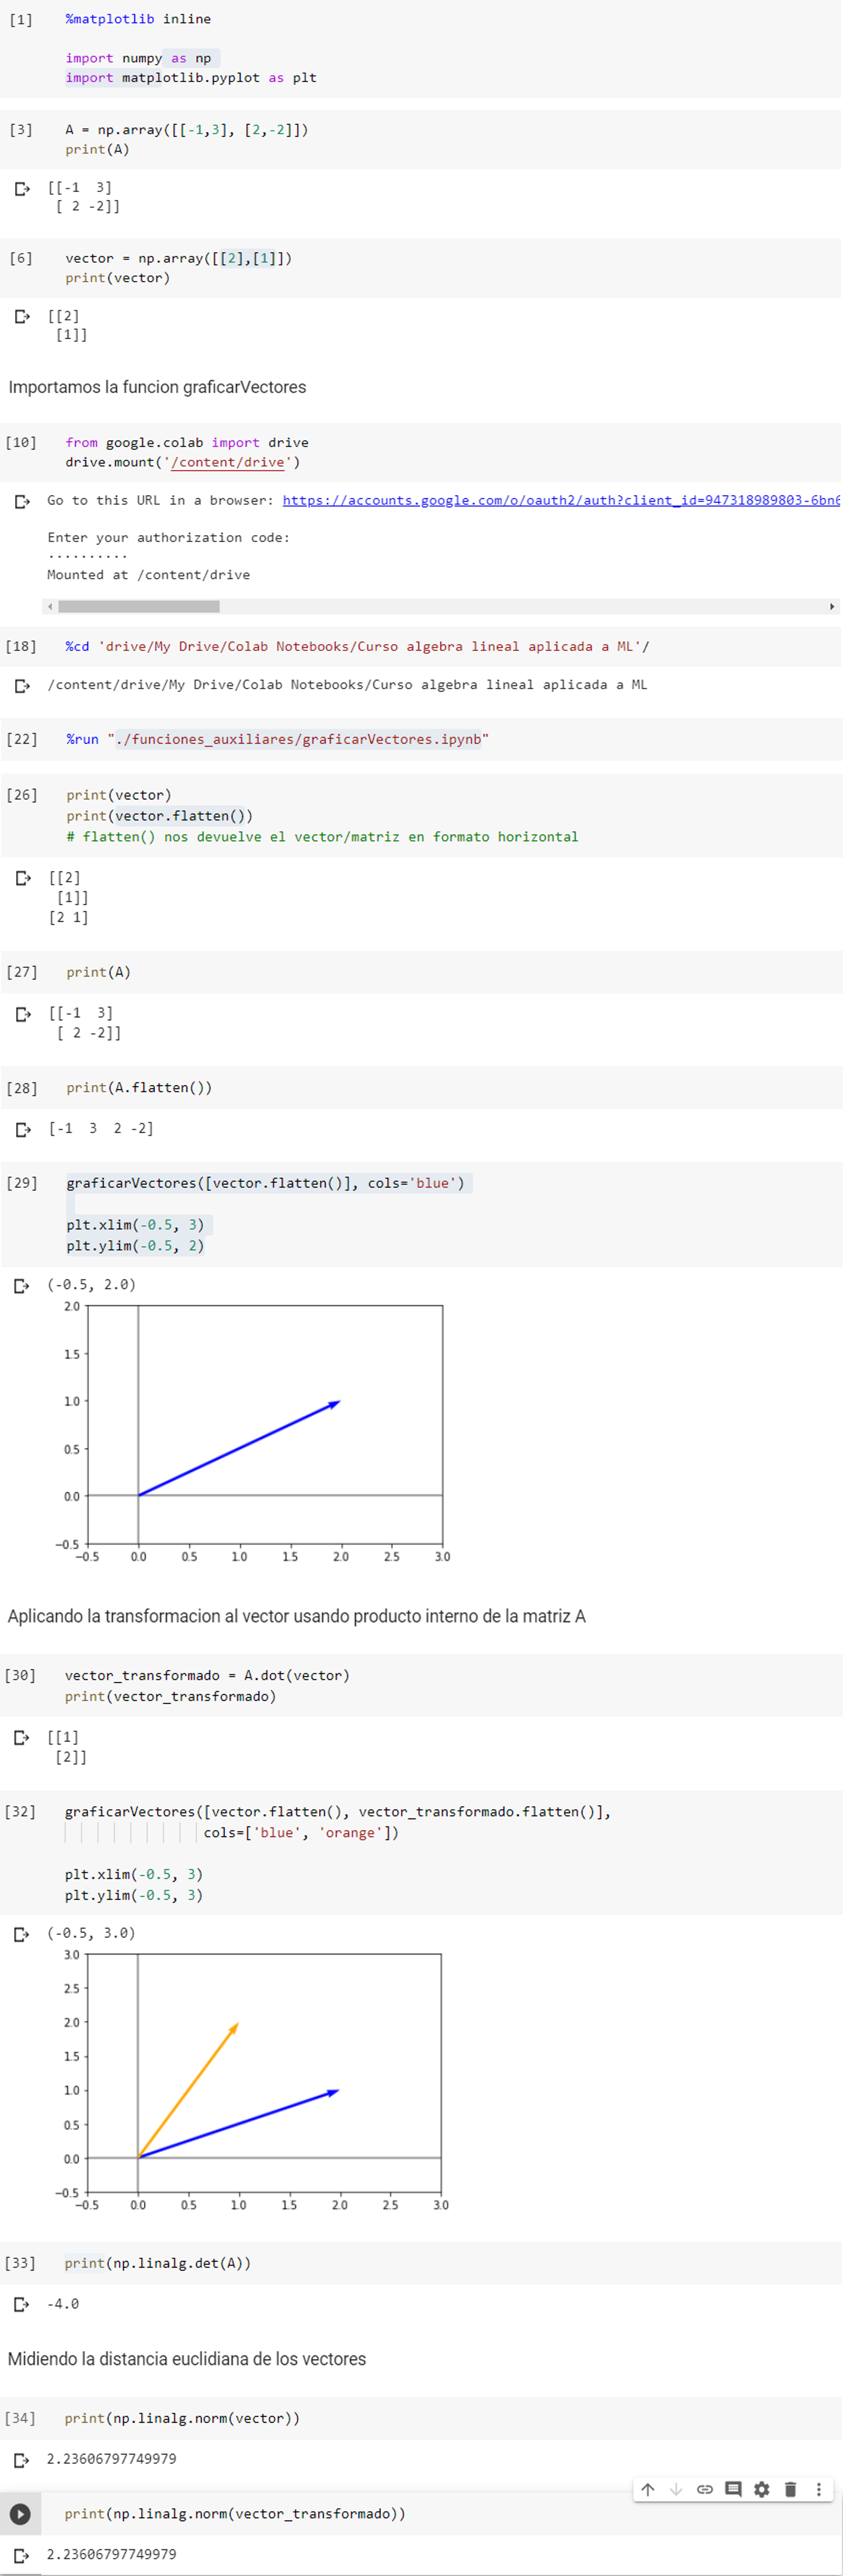 [1] %matplotlib inline
import numpy as np
import matplotlib.pyplot as plt
[3] A = np.array([[-1,3], [2,-2]])
print(A)
[[-1  3]
 [ 2 -2]]
[6] vector = np.array([[2],[1]])
print(vector)
[[2]
 [1]]
Importamos la funcion graficarVectores
[10] from google.colab import drive
drive.mount('/content/drive')
Go to this URL in a browser: https://accounts.google.com/o/oauth2/auth?client_id=947318989803-6bn6
Enter your authorization code:
··········
Mounted at /content/drive
[18] %cd 'drive/My Drive/Colab Notebooks/Curso algebra lineal aplicada a ML'/
/content/drive/My Drive/Colab Notebooks/Curso algebra lineal aplicada a ML
[22] %run "./funciones_auxiliares/graficarVectores.ipynb"
[26] print(vector)
print(vector.flatten())
# flatten() nos devuelve el vector/matriz en formato horizontal
[[2]
 [1]]
[2 1]
[27] print(A)
[[-1  3]
 [ 2 -2]]
[28] print(A.flatten())
[-1  3  2 -2]
[29] graficarVectores([vector.flatten()], cols='blue')
plt.xlim(-0.5, 3)
plt.ylim(-0.5, 2)
(-0.5, 2.0)
2.0
1.5
1.0
0.5
0.0
−0.5
−0.5 0.0 0.5 1.0 1.5 2.0 2.5 3.0
Aplicando la transformacion al vector usando producto interno de la matriz A
[30] vector_transformado = A.dot(vector)
print(vector_transformado)
[[1]
 [2]]
[32] graficarVectores([vector.flatten(), vector_transformado.flatten()],
cols=['blue', 'orange'])
plt.xlim(-0.5, 3)
plt.ylim(-0.5, 3)
(-0.5, 3.0)
3.0
2.5
2.0
1.5
1.0
0.5
0.0
−0.5
−0.5 0.0 0.5 1.0 1.5 2.0 2.5 3.0
[33] print(np.linalg.det(A))
-4.0
Midiendo la distancia euclidiana de los vectores
[34] print(np.linalg.norm(vector))
2.23606797749979
print(np.linalg.norm(vector_transformado))
2.23606797749979